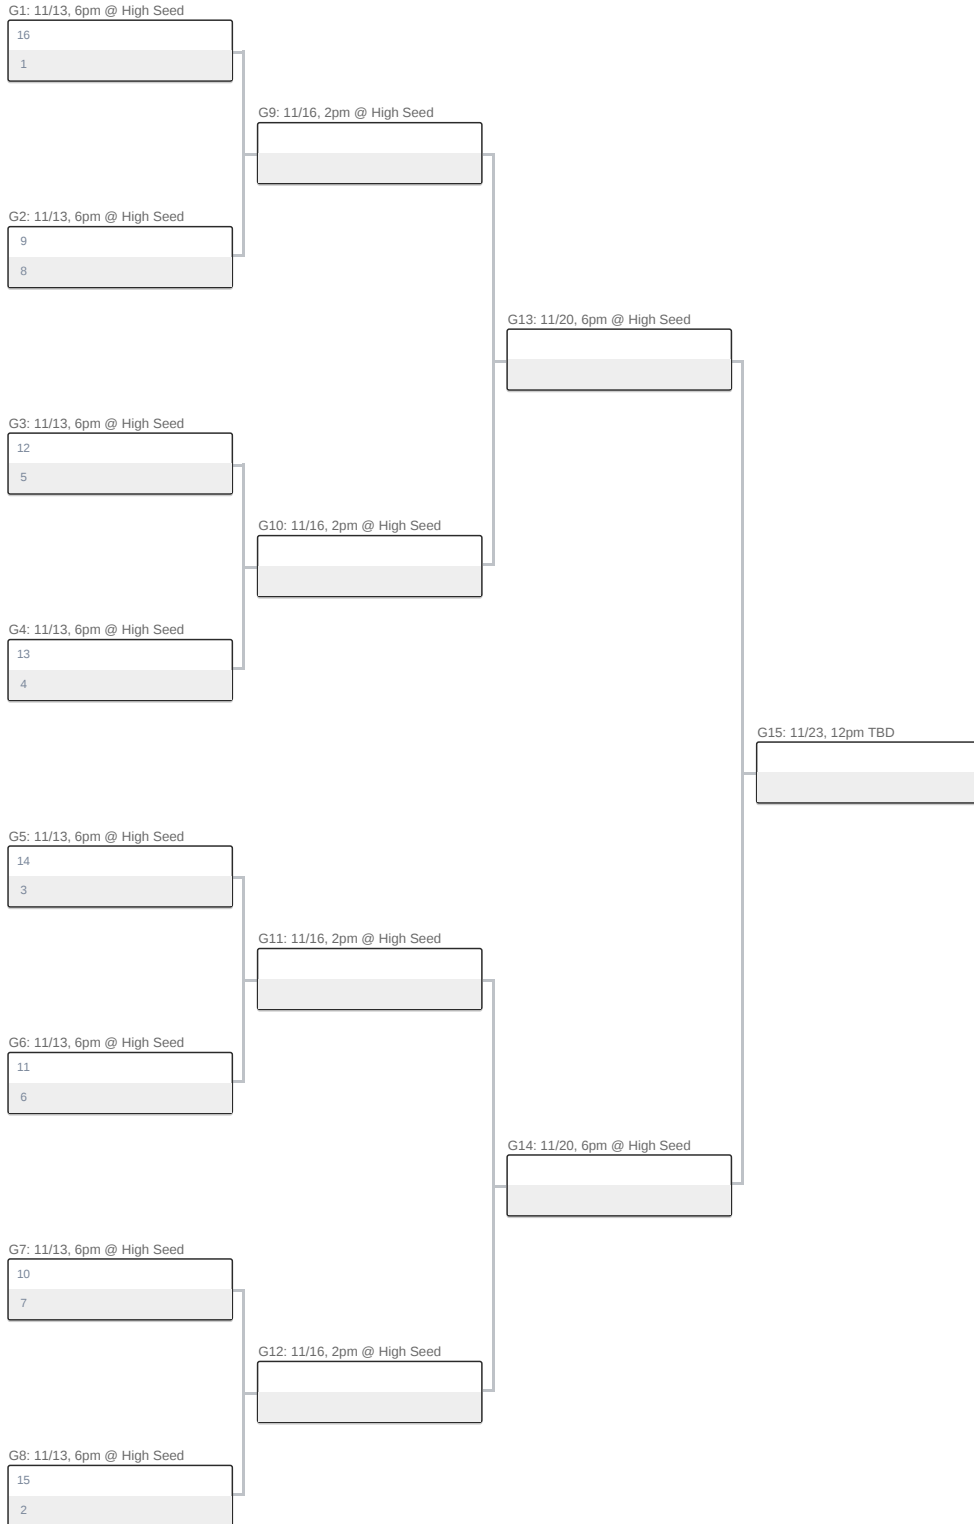 G1: 11/13, 6pm @ High Seed
16
1
G9: 11/16, 2pm @ High Seed
G2: 11/13, 6pm @ High Seed
9
8
G13: 11/20, 6pm @ High Seed
G3: 11/13, 6pm @ High Seed
12
5
G10: 11/16, 2pm @ High Seed
G4: 11/13, 6pm @ High Seed
13
4
G15: 11/23, 12pm TBD
G5: 11/13, 6pm @ High Seed
14
3
G11: 11/16, 2pm @ High Seed
G6: 11/13, 6pm @ High Seed
11
6
G14: 11/20, 6pm @ High Seed
G7: 11/13, 6pm @ High Seed
10
7
G12: 11/16, 2pm @ High Seed
G8: 11/13, 6pm @ High Seed
15
2